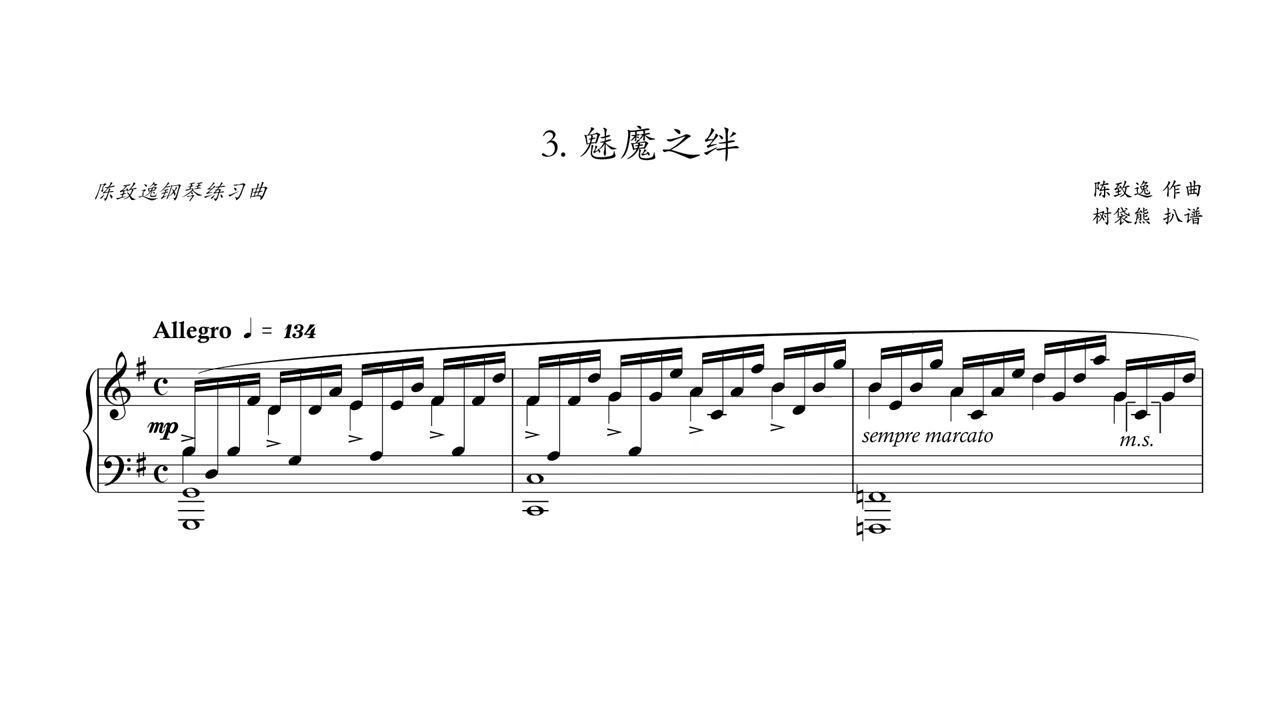 3. 魅魔之绊
陈致逸钢琴练习曲
陈致逸 作曲
树袋熊 扒谱
Allegro ♩ = 134
mp
sempre marcato
m.s.